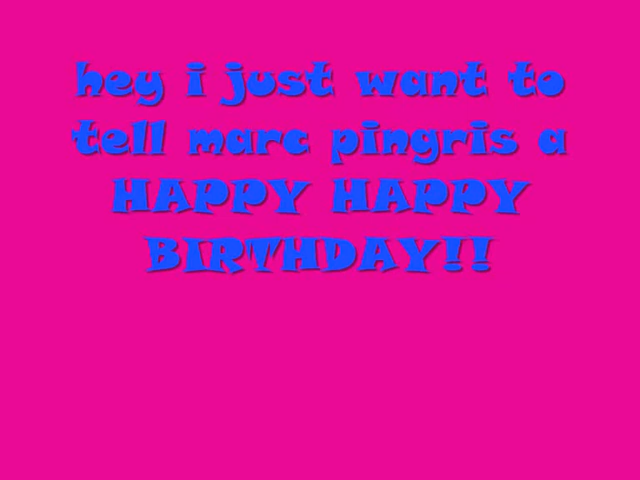 hey i just want to
tell marc pingris a
HAPPY HAPPY
BIRTHDAY!!